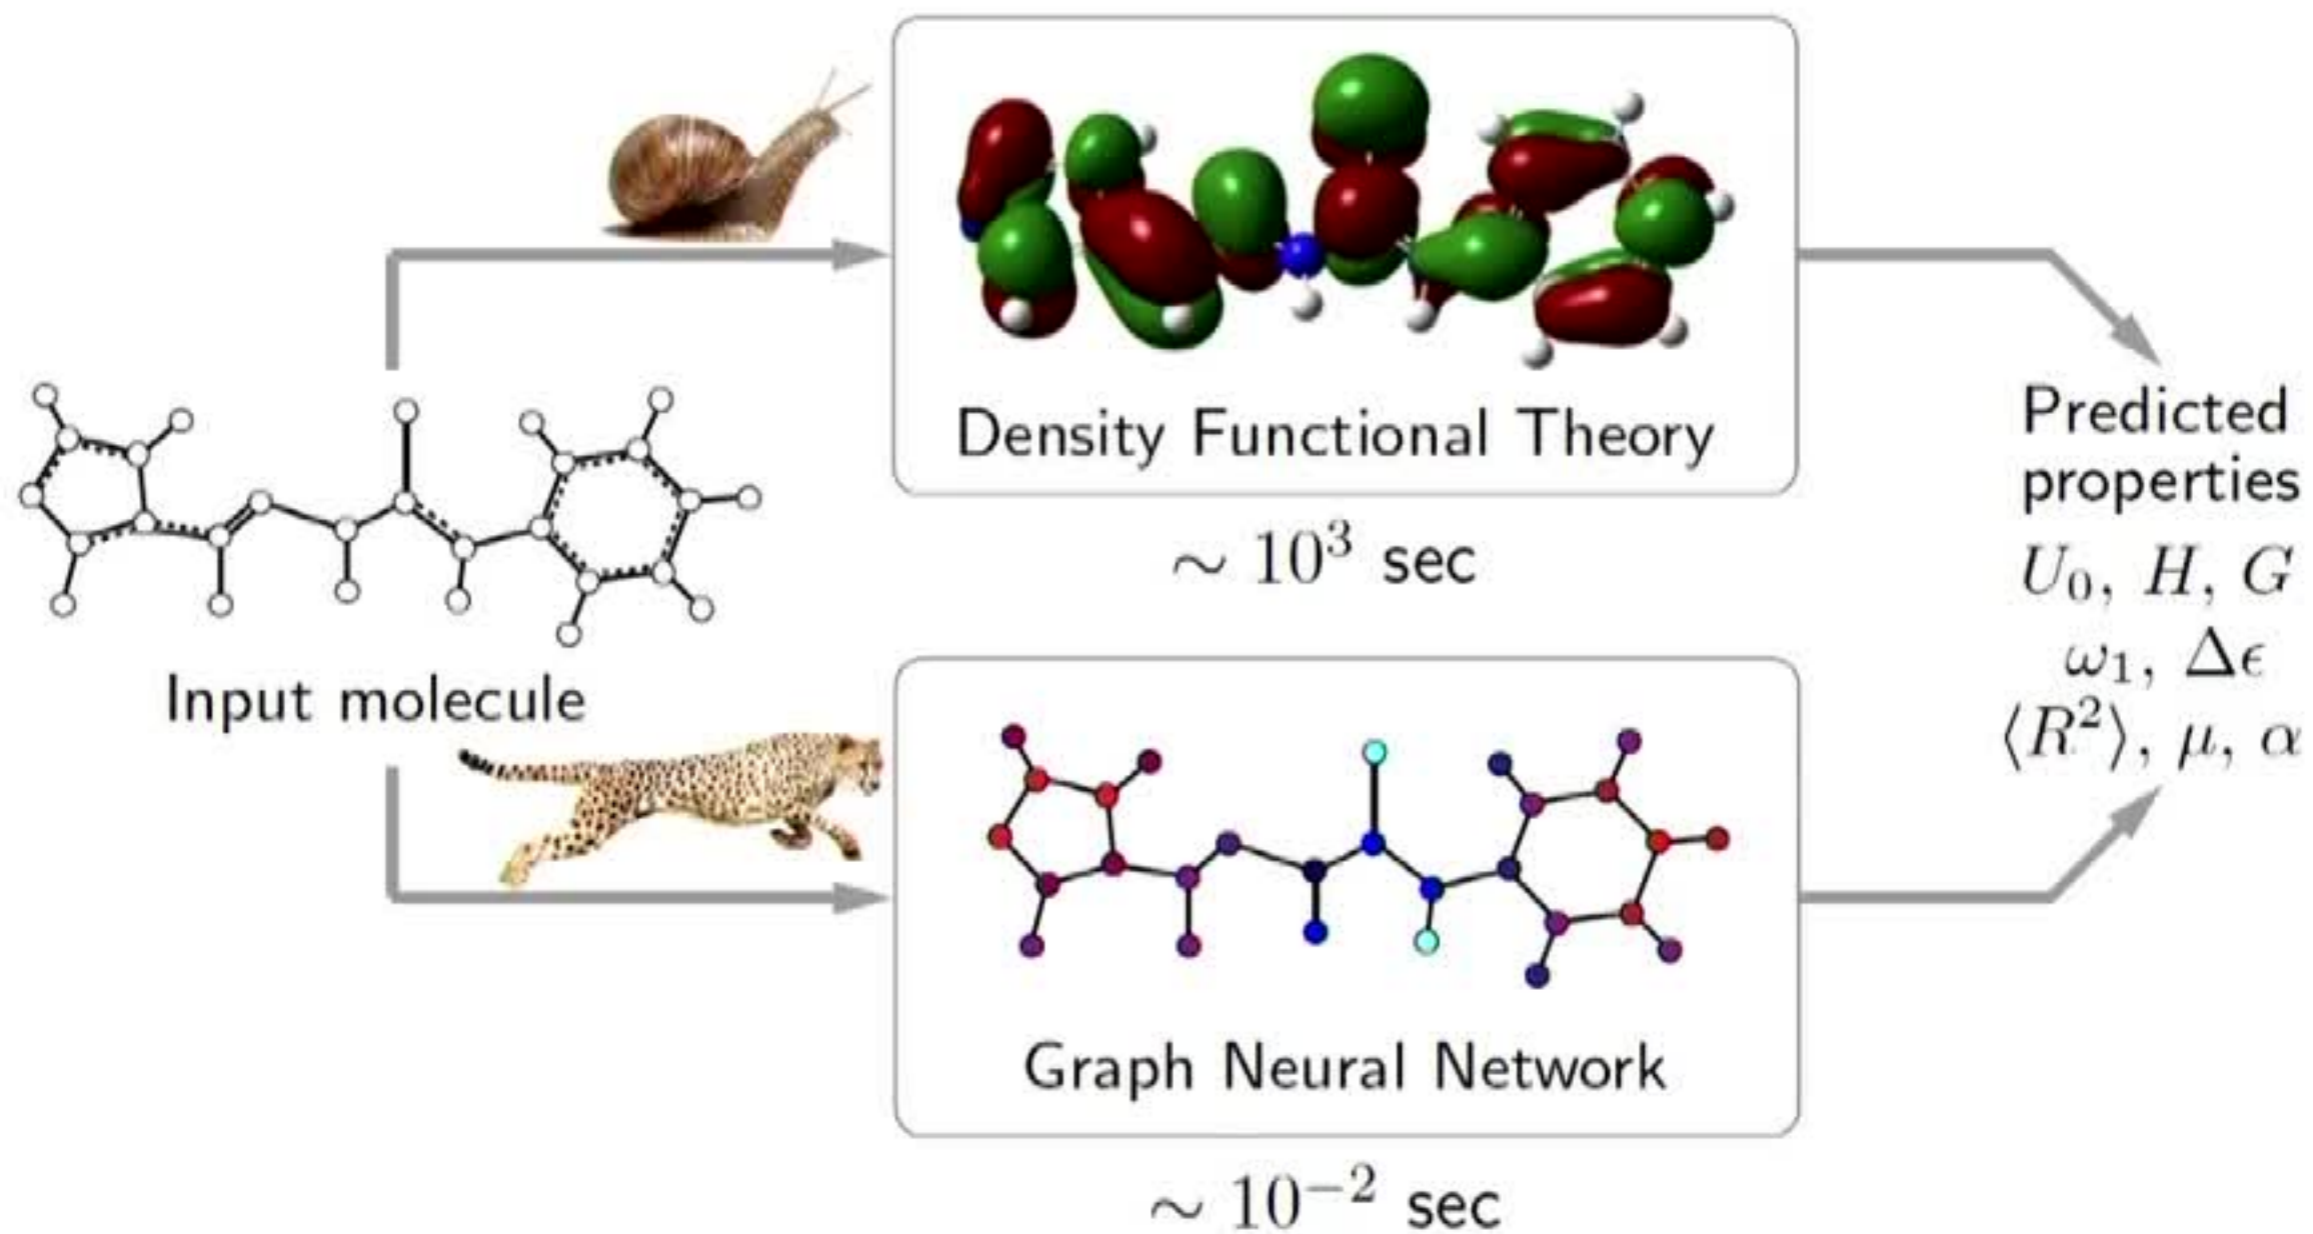 Density Functional Theory
∼ 10³ sec
Input molecule
Graph Neural Network
∼ 10⁻² sec
Predicted
properties
U₀, H, G
ω₁, Δϵ
⟨R²⟩, μ, α